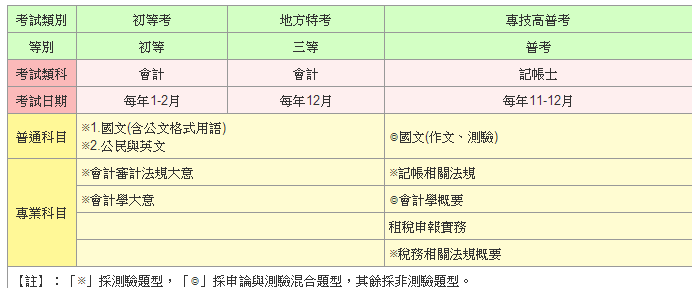 考試類別 初等考 地方特考 專技高普考
等別 初等 三等 普考
考試類科 會計 會計 記帳士
考試日期 每年1-2月 每年12月 每年11-12月
普通科目 ※1.國文(含公文格式用語) ◎國文(作文、測驗)
※2.公民與英文
專業科目 ※會計審計法規大意 ※記帳相關法規
※會計學大意 ◎會計學概要
租稅申報實務
※稅務相關法規概要
【註】：「※」採測驗題型，「◎」採申論與測驗混合題型，其餘採非測驗題型。